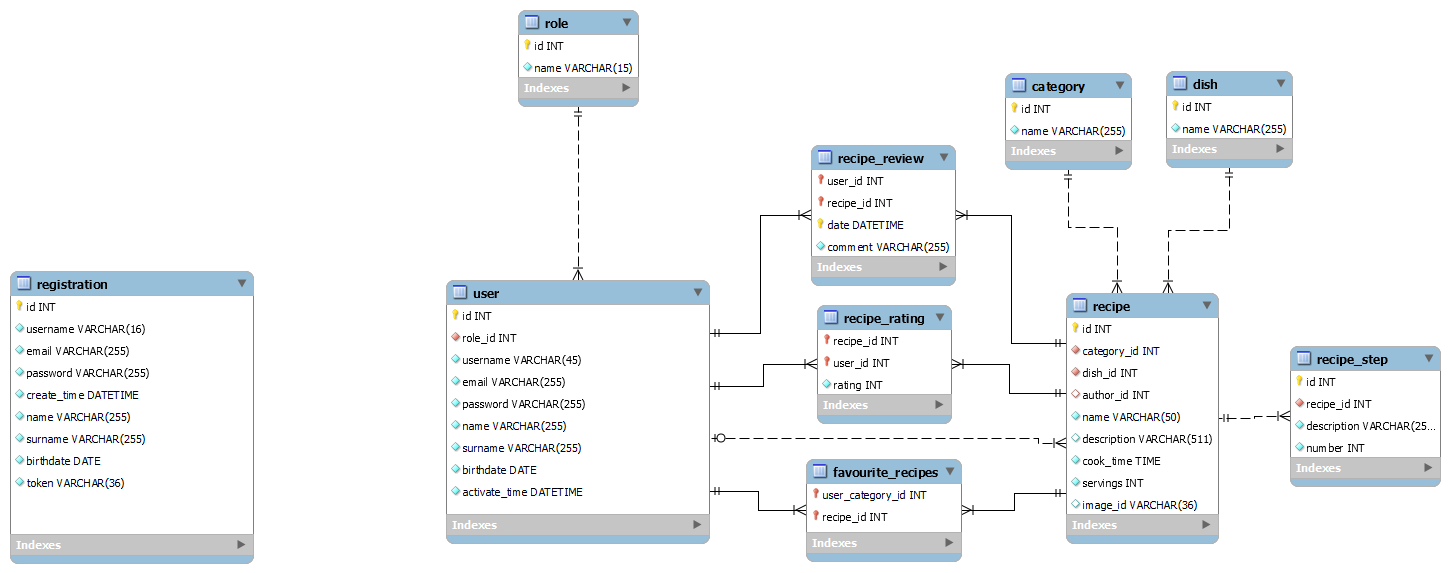 role
id INT
name VARCHAR(15)
Indexes
category
id INT
name VARCHAR(255)
Indexes
dish
id INT
name VARCHAR(255)
Indexes
recipe_review
user_id INT
recipe_id INT
date DATETIME
comment VARCHAR(255)
Indexes
registration
id INT
username VARCHAR(16)
email VARCHAR(255)
password VARCHAR(255)
create_time DATETIME
name VARCHAR(255)
surname VARCHAR(255)
birthdate DATE
token VARCHAR(36)
Indexes
user
id INT
role_id INT
username VARCHAR(45)
email VARCHAR(255)
password VARCHAR(255)
name VARCHAR(255)
surname VARCHAR(255)
birthdate DATE
activate_time DATETIME
Indexes
recipe_rating
recipe_id INT
user_id INT
rating INT
Indexes
favourite_recipes
user_category_id INT
recipe_id INT
Indexes
recipe
id INT
category_id INT
dish_id INT
author_id INT
name VARCHAR(50)
description VARCHAR(511)
cook_time TIME
servings INT
image_id VARCHAR(36)
Indexes
recipe_step
id INT
recipe_id INT
description VARCHAR(25...
number INT
Indexes